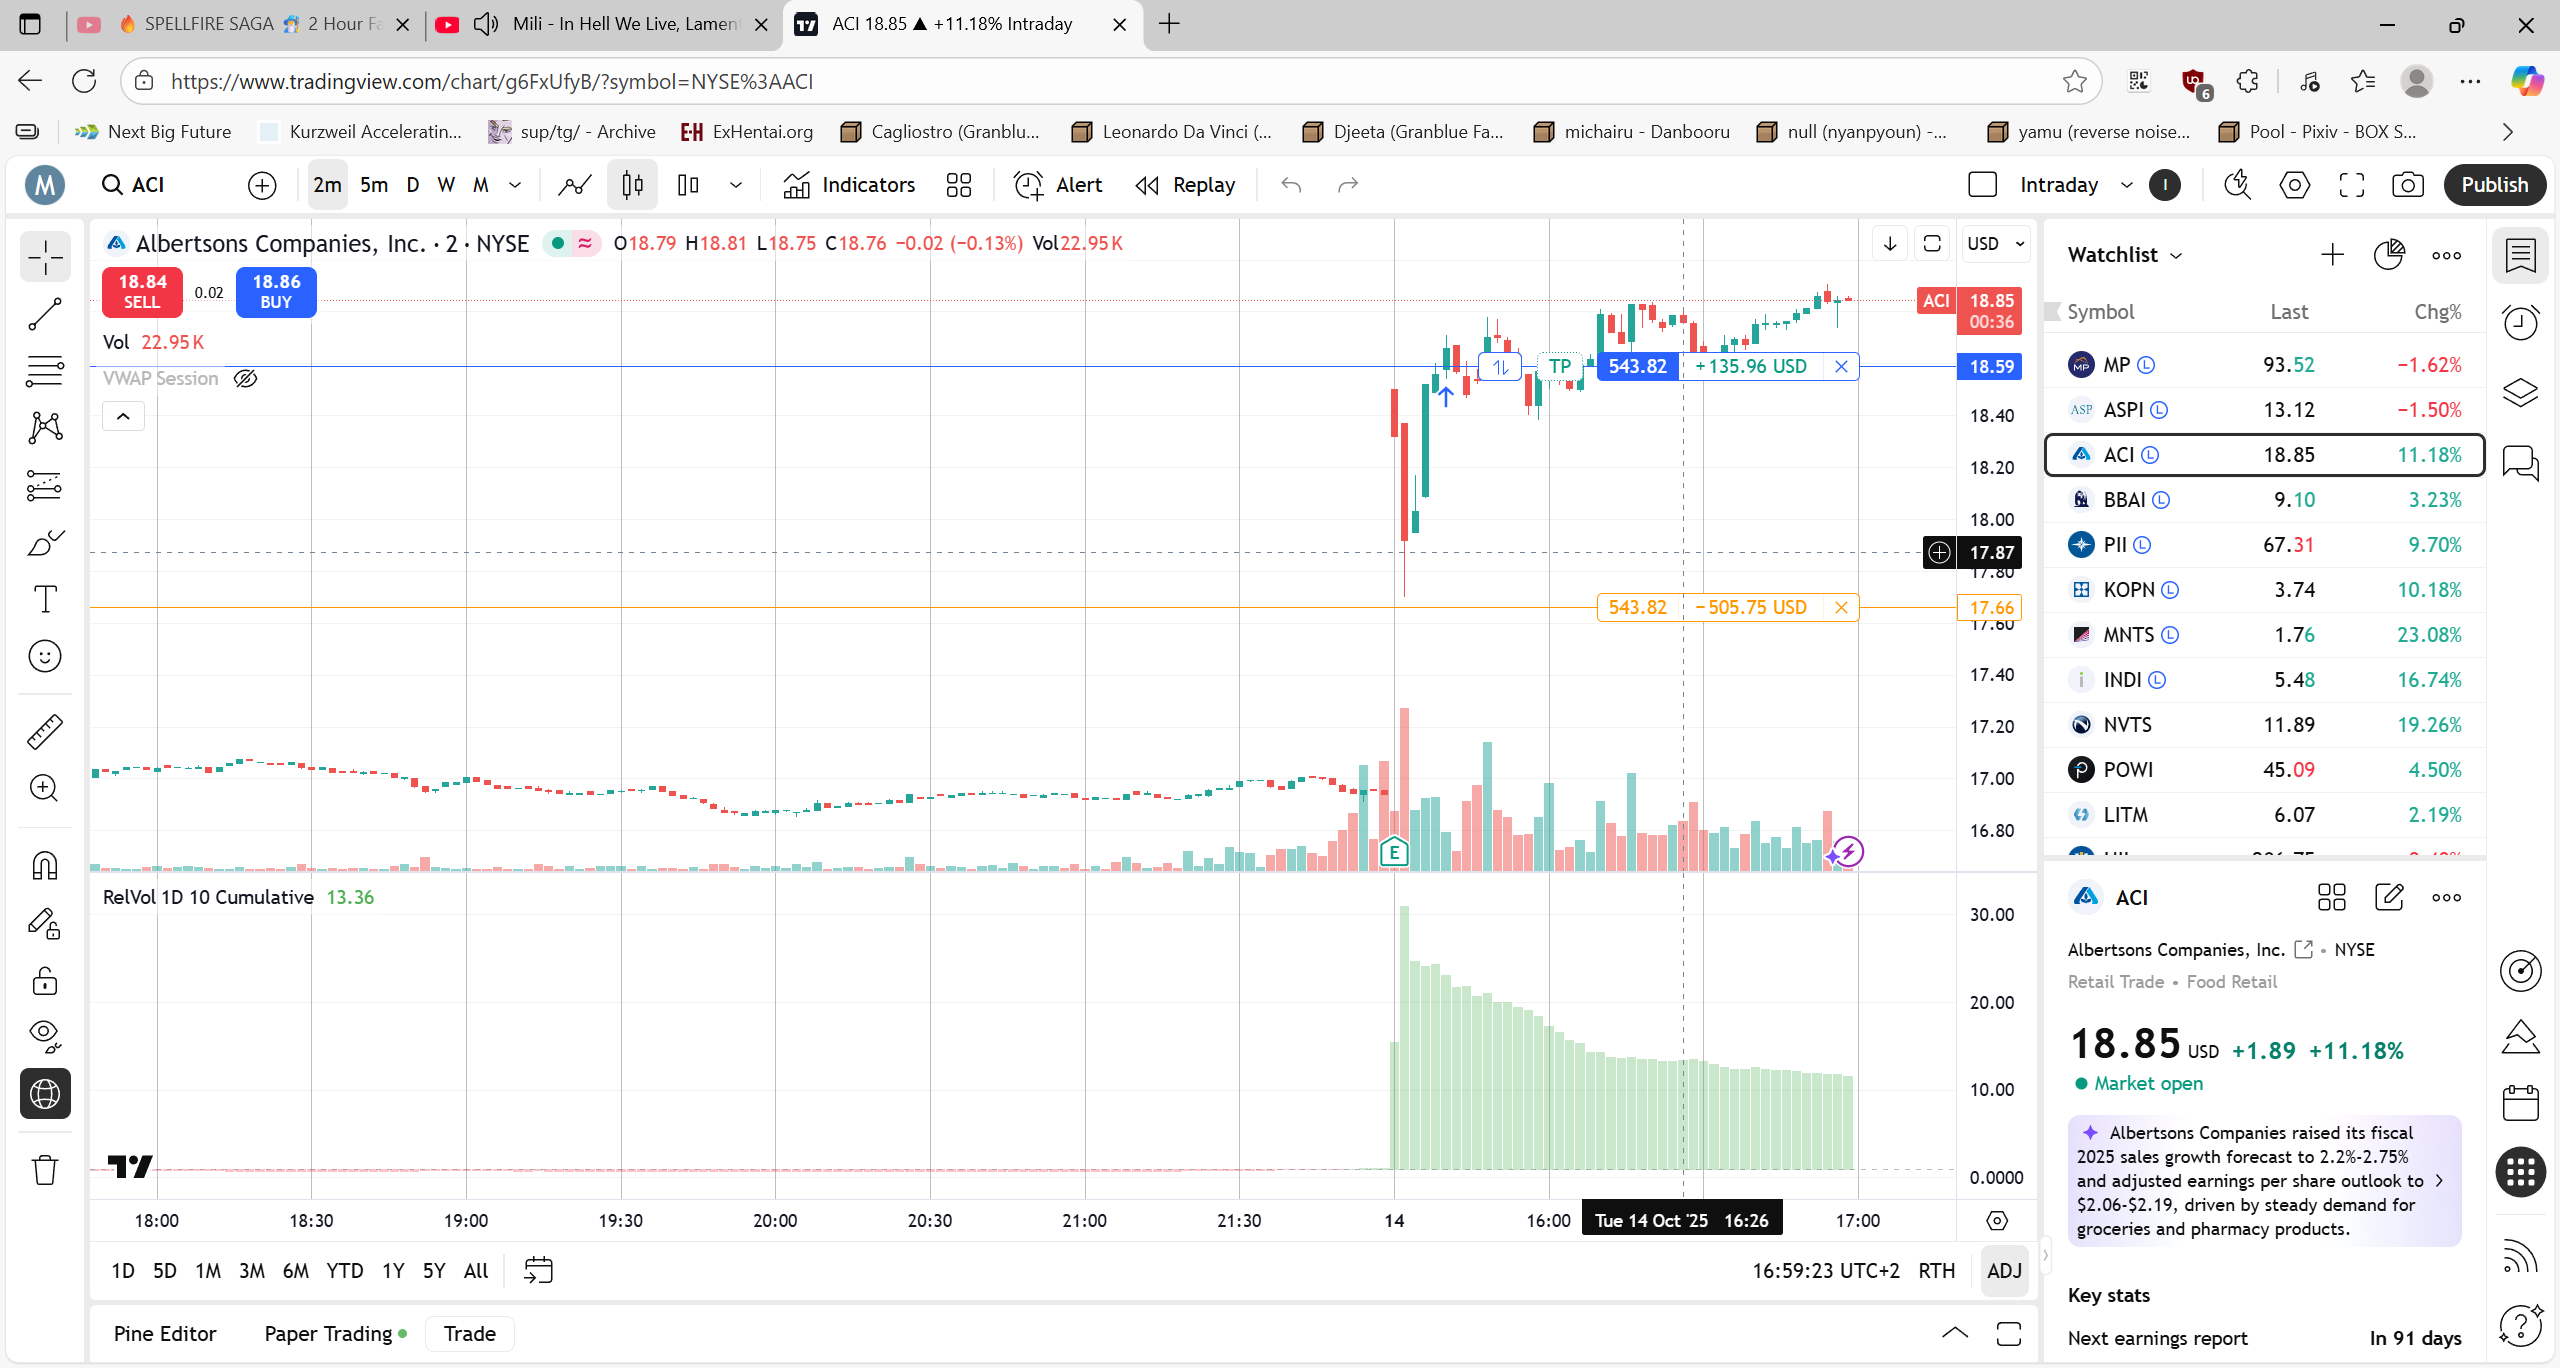 🔥 SPELLFIRE SAGA 🧙 2 Hour Fa
Mili - In Hell We Live, Lamen
ACI 18.85 ▲ +11.18% Intraday
https://www.tradingview.com/chart/g6FxUfyB/?symbol=NYSE%3AACI
6
Next Big Future
Kurzweil Acceleratin...
sup/tg/ - Archive
E-H ExHentai.org
Cagliostro (Granblu...
Leonardo Da Vinci (...
Djeeta (Granblue Fa...
michairu - Danbooru
null (nyanpyoun) -...
yamu (reverse noise...
Pool - Pixiv - BOX S...
M
ACI
2m 5m D W M
Indicators
Alert
Replay
Intraday
I
Publish
Albertsons Companies, Inc. · 2 · NYSE
O18.79 H18.81 L18.75 C18.76 −0.02 (−0.13%) Vol22.95K
USD
18.84 SELL
0.02
18.86 BUY
Vol 22.95K
VWAP Session
ACI 18.85
00:36
TP
543.82 +135.96 USD
18.59
18.40
18.20
18.00
17.87
17.80
543.82 −505.75 USD
17.66
17.60
17.40
17.20
17.00
16.80
E
RelVol 1D 10 Cumulative 13.36
30.00
20.00
10.00
0.0000
18:00 18:30 19:00 19:30 20:00 20:30 21:00 21:30 14 16:00 Tue 14 Oct '25 16:26 17:00
1D 5D 1M 3M 6M YTD 1Y 5Y All
16:59:23 UTC+2 RTH ADJ
Pine Editor
Paper Trading
Trade
Watchlist
Symbol Last Chg%
MP L 93.52 −1.62%
ASP ASPI L 13.12 −1.50%
ACI L 18.85 11.18%
BBAI L 9.10 3.23%
PII L 67.31 9.70%
KOPN L 3.74 10.18%
MNTS L 1.76 23.08%
INDI L 5.48 16.74%
NVTS 11.89 19.26%
POWI 45.09 4.50%
LITM 6.07 2.19%
ACI
Albertsons Companies, Inc. • NYSE
Retail Trade • Food Retail
18.85 USD +1.89 +11.18%
Market open
Albertsons Companies raised its fiscal
2025 sales growth forecast to 2.2%-2.75%
and adjusted earnings per share outlook to
$2.06-$2.19, driven by steady demand for
groceries and pharmacy products.
Key stats
Next earnings report In 91 days